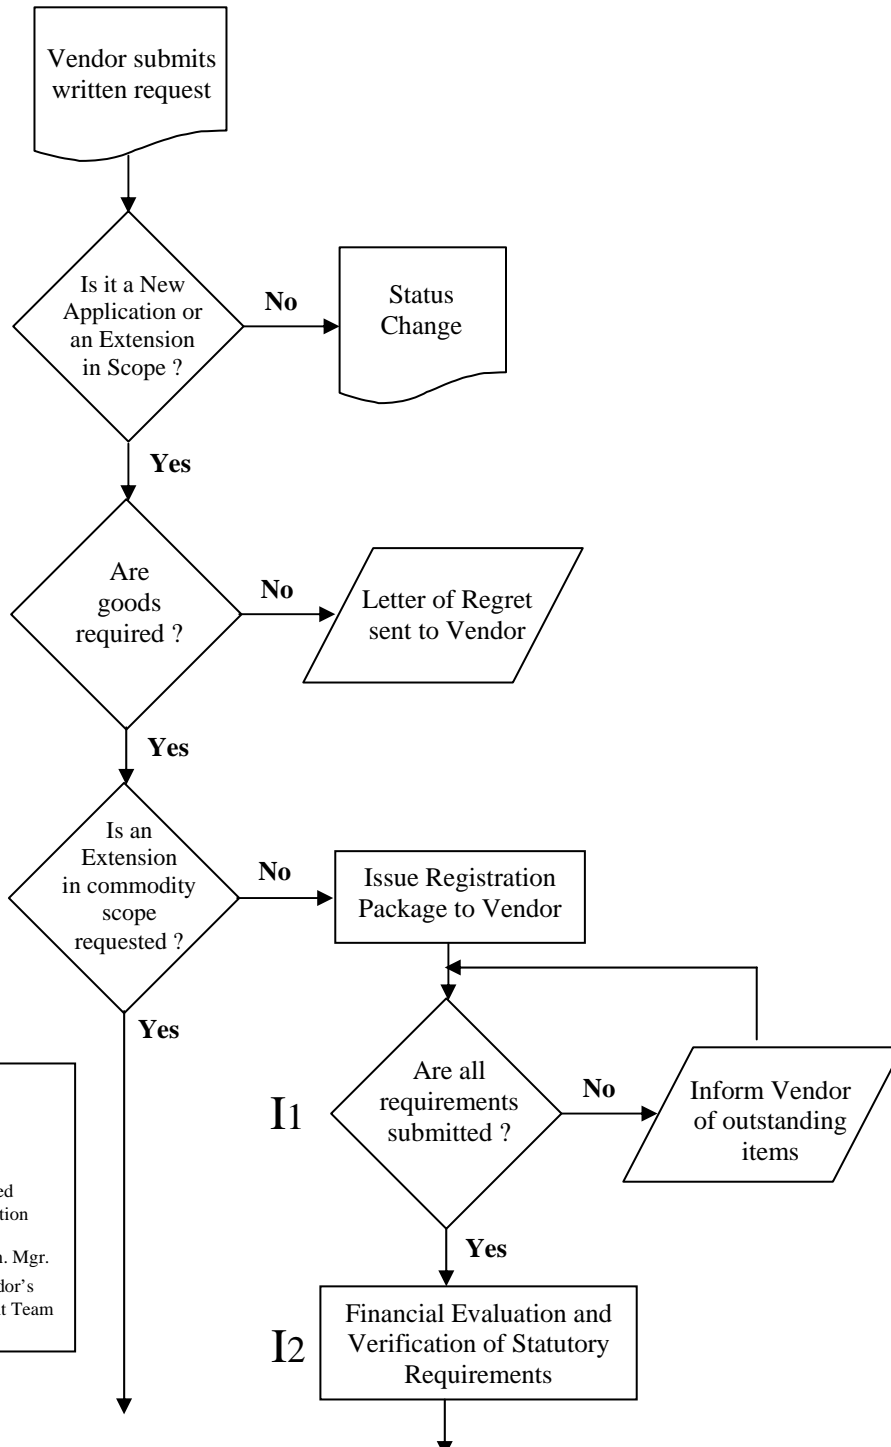 Vendor submits
written request
Is it a New
Application or
an Extension
in Scope ?
No
Status
Change
Yes
Are
goods
required ?
No
Letter of Regret
sent to Vendor
Yes
Is an
Extension
in commodity
scope
requested ?
No
Issue Registration
Package to Vendor
Yes
Are all
requirements
submitted ?
I1
No
Inform Vendor
of outstanding
items
Yes
Mgr.
Team
I2
Financial Evaluation and
Verification of Statutory
Requirements